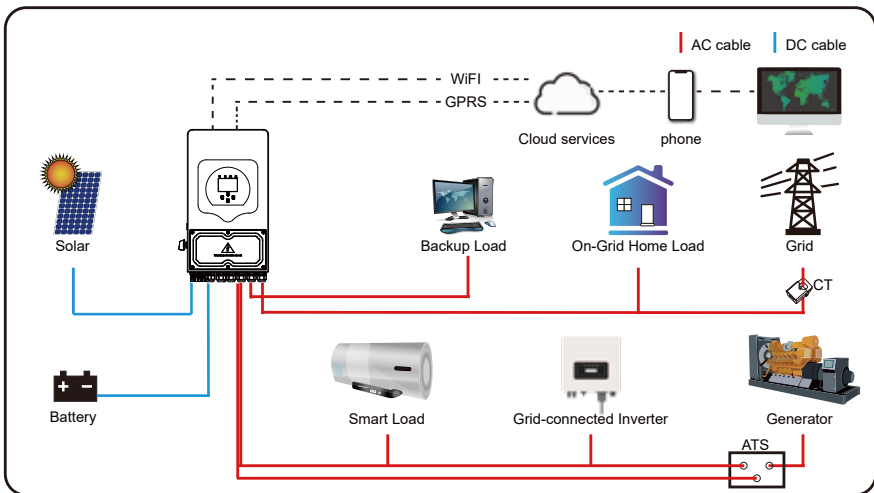 AC cable
DC cable
WiFI
GPRS
Cloud services
phone
Solar
Backup Load
On-Grid Home Load
Grid
CT
Battery
Smart Load
Grid-connected Inverter
Generator
ATS